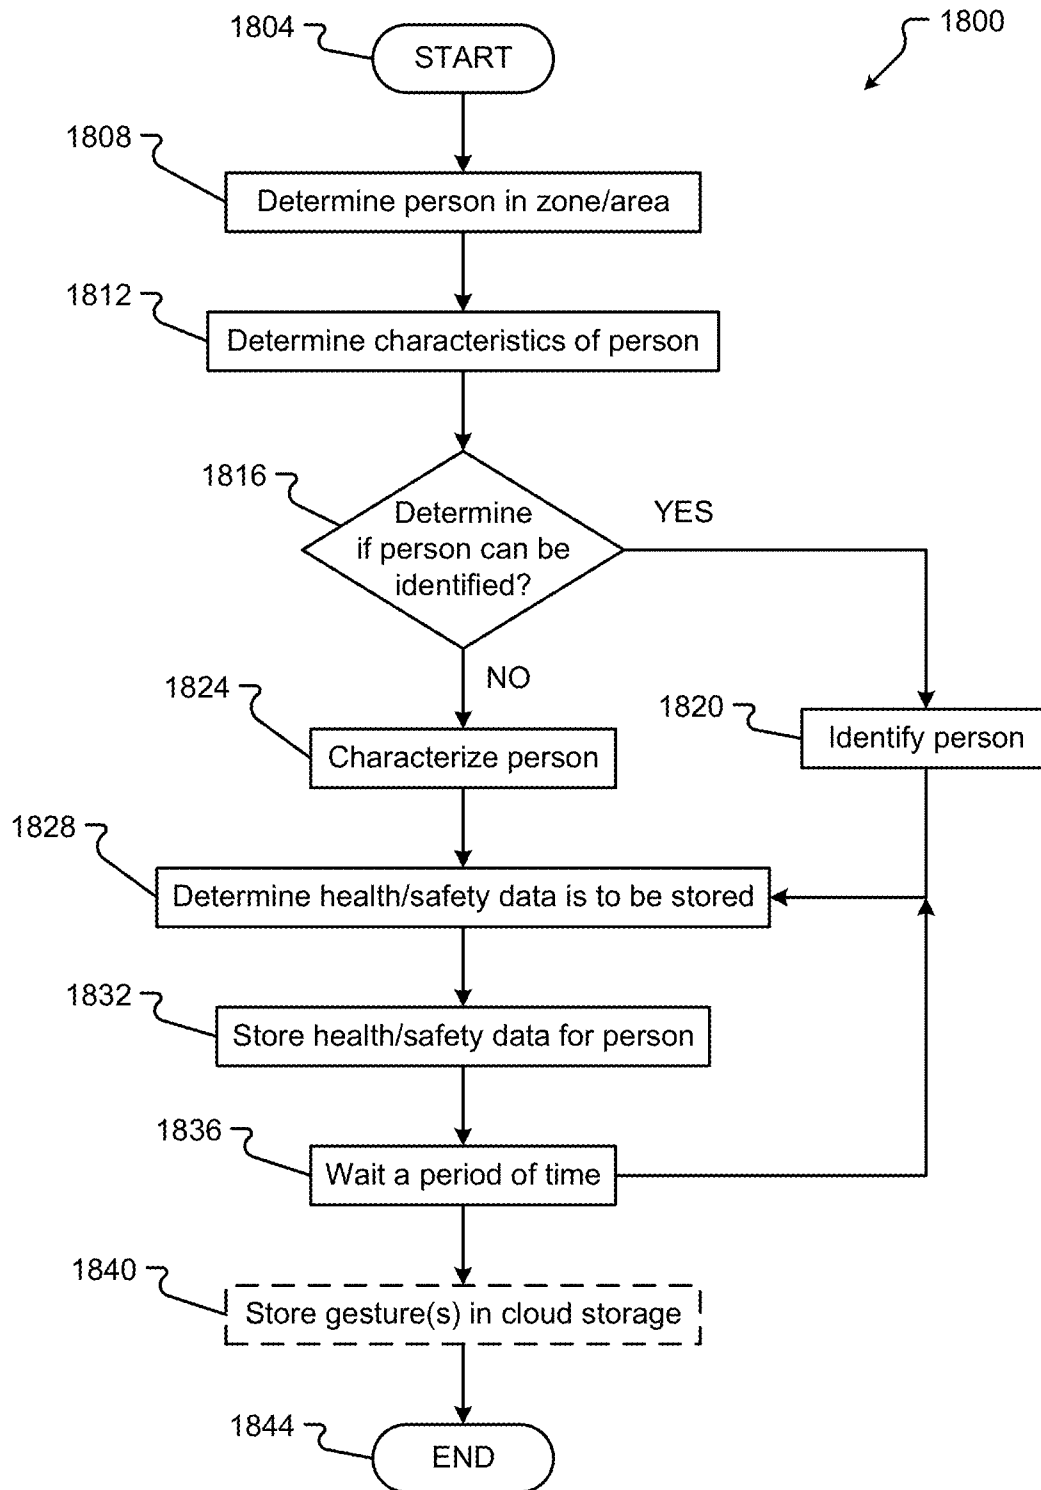 1804
START
1800
1808
Determine person in zone/area
1812
Determine characteristics of person
1816
Determine
if person can be
identified?
YES
NO
1824
Characterize person
1820
Identify person
1828
Determine health/safety data is to be stored
1832
Store health/safety data for person
1836
Wait a period of time
1840
Store gesture(s) in cloud storage
1844
END